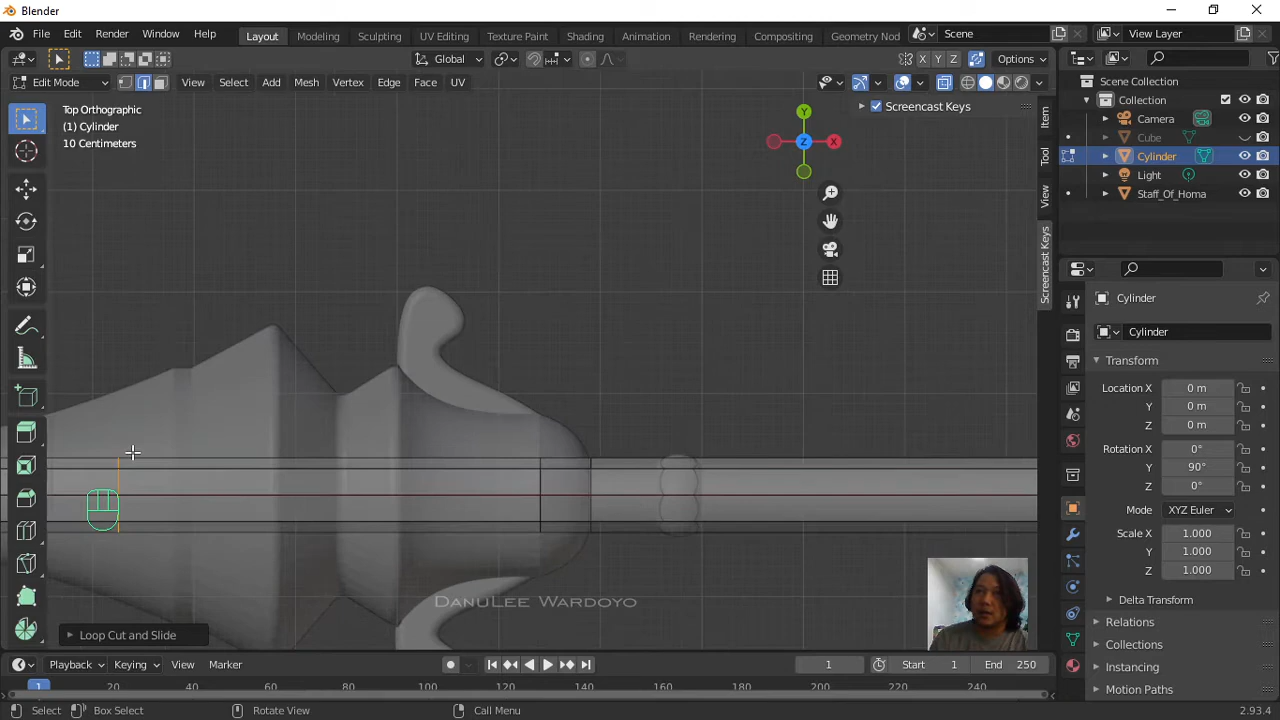 Blender
File Edit Render Window Help Layout Modeling Sculpting UV Editing Texture Paint Shading Animation Rendering Compositing Geometry Nod Scene View Layer
Global Options
Edit Mode View Select Add Mesh Vertex Edge Face UV
X Y Z
Top Orthographic
(1) Cylinder
10 Centimeters
Screencast Keys
Y
Z X
Item
Tool
View
Screencast Keys
Scene Collection
Collection
Camera
Cube
Cylinder
Light
Staff_Of_Homa
Cylinder
Cylinder
Transform
Location X 0 m
Y 0 m
Z 0 m
Rotation X 0°
Y 90°
Z 0°
Mode XYZ Euler
Scale X 1.000
Y 1.000
Z 1.000
Delta Transform
Relations
Collections
Instancing
Motion Paths
DanuLee Wardoyo
Loop Cut and Slide
Playback Keying View Marker 1 Start 1 End 250
1 20 40 60 80 100 120 140 160 180 200 220 240
Select Box Select Rotate View Call Menu 2.93.4